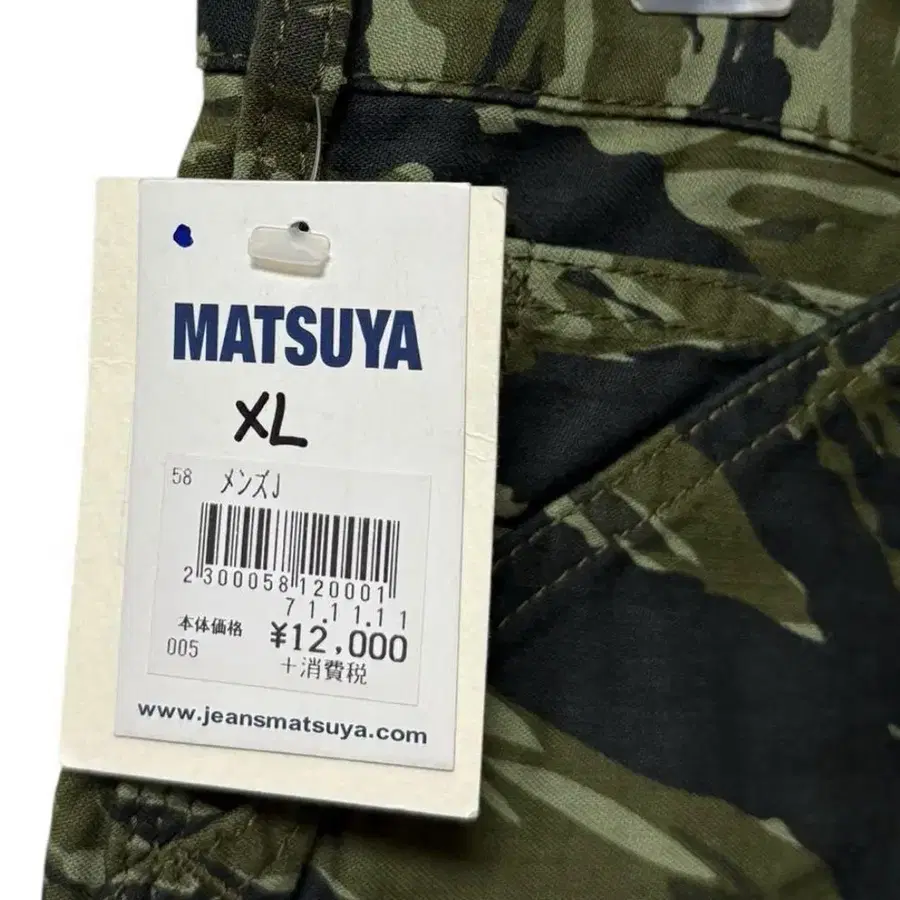 MATSUYA
XL
58 メンズJ
2300058120001
7 1.1 1.1 1
本体価格 ¥12,000
005 +消費税
www.jeansmatsuya.com